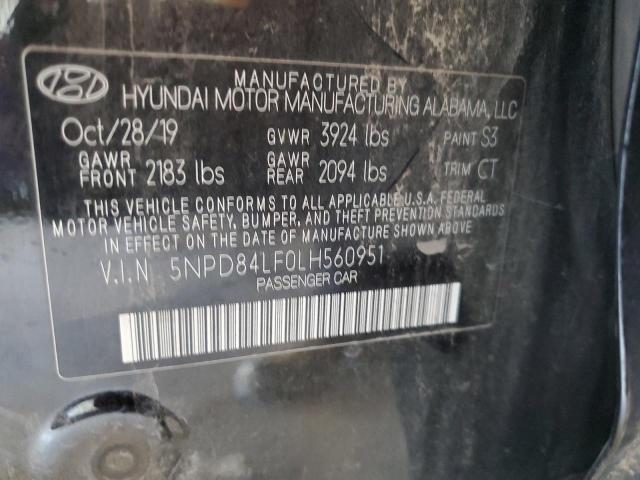 MANUFACTURED BY
HYUNDAI MOTOR MANUFACTURING ALABAMA, LLC
Oct/28/19 GVWR 3924 lbs PAINT S3
GAWR FRONT 2183 lbs GAWR REAR 2094 lbs TRIM CT
THIS VEHICLE CONFORMS TO ALL APPLICABLE U.S.A. FEDERAL
MOTOR VEHICLE SAFETY, BUMPER, AND THEFT PREVENTION STANDARDS
IN EFFECT ON THE DATE OF MANUFACTURE SHOWN ABOVE
V.I.N 5NPD84LF0LH560951
PASSENGER CAR